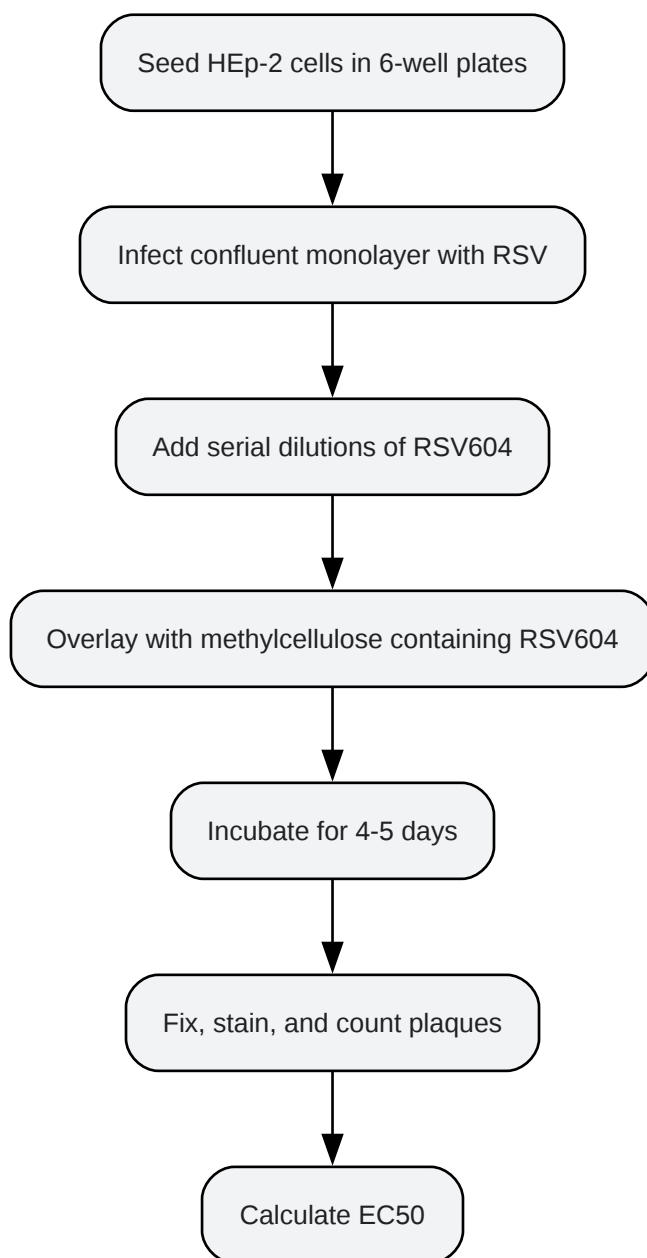 Seed HEp-2 cells in 6-well plates
Infect confluent monolayer with RSV
Add serial dilutions of RSV604
Overlay with methylcellulose containing RSV604
Incubate for 4-5 days
Fix, stain, and count plaques
Calculate EC50